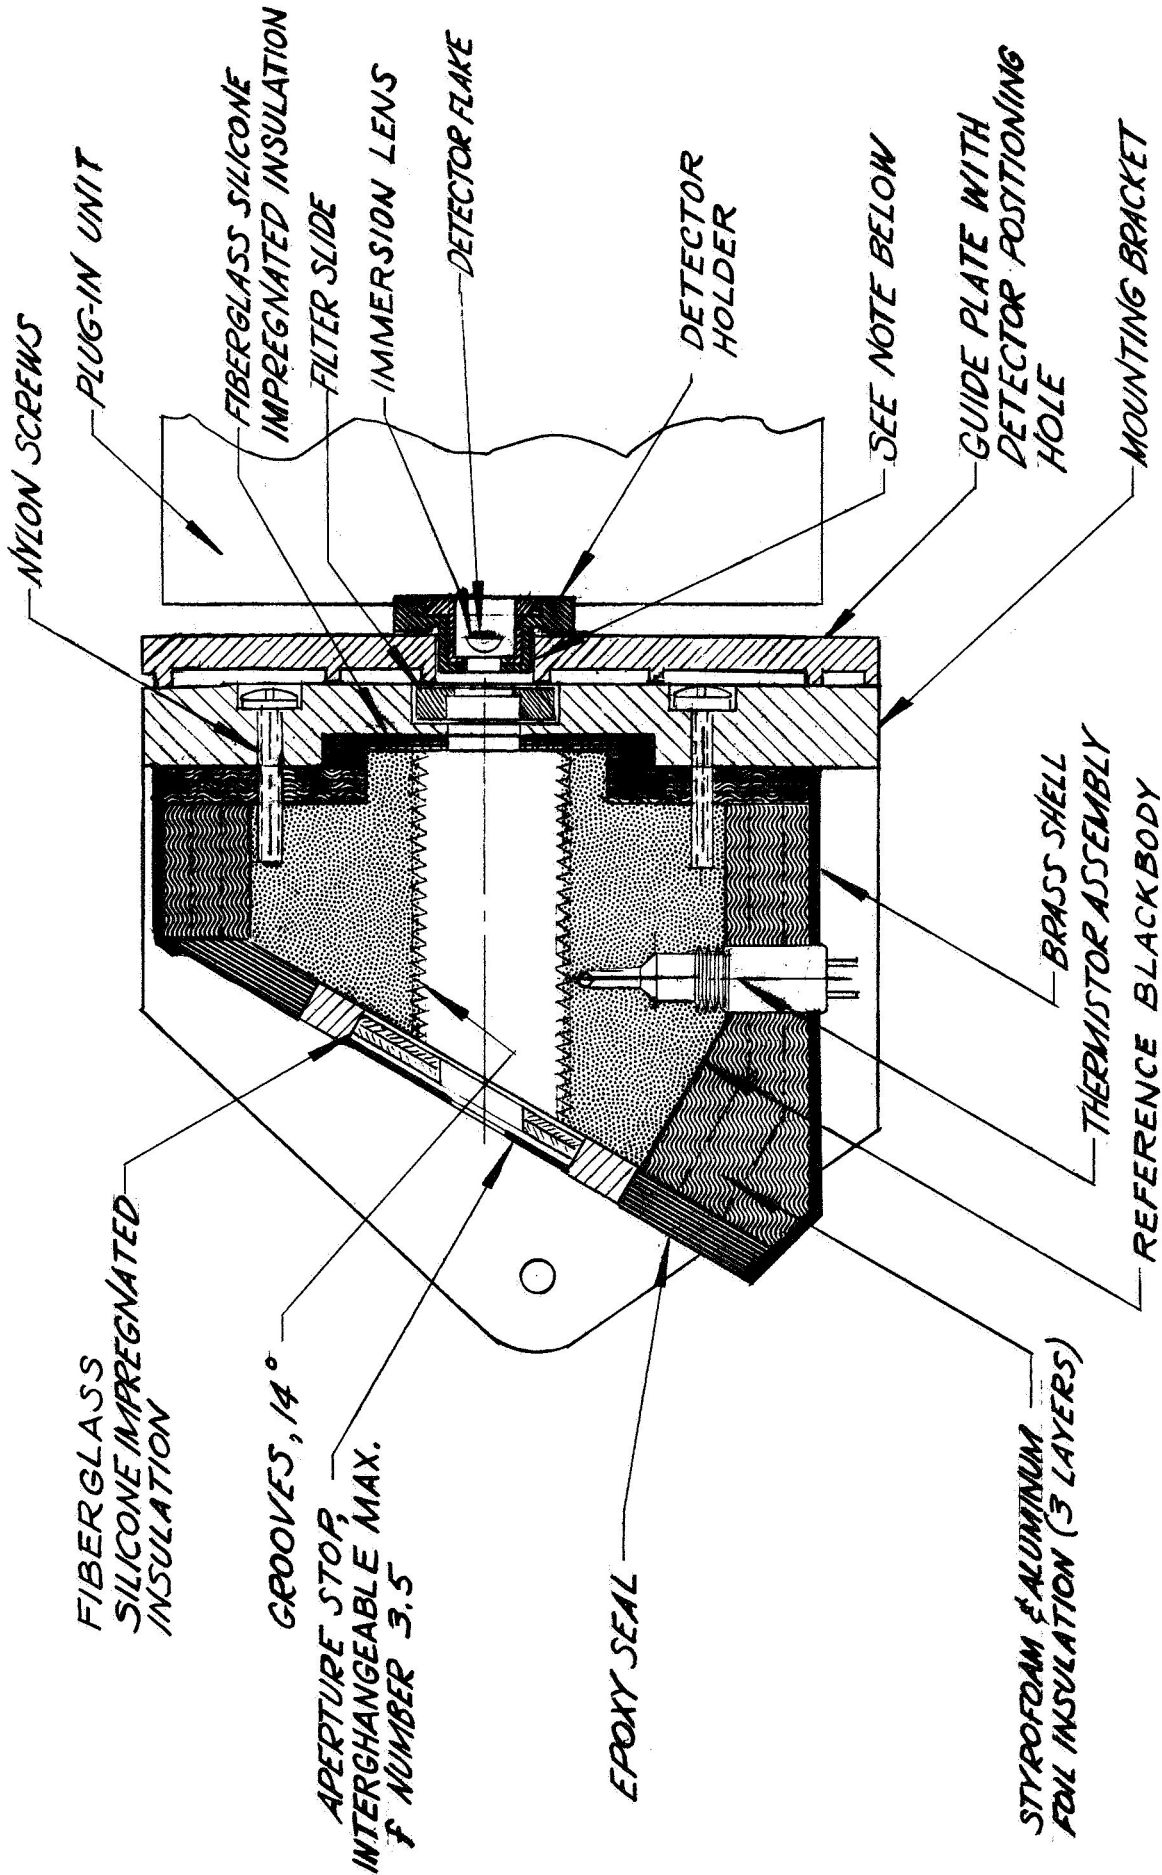 NYLON SCREWS
PLUG-IN UNIT
FIBERGLASS SILICONE
IMPREGNATED INSULATION
FILTER SLIDE
IMMERSION LENS
DETECTOR FLAKE
DETECTOR
HOLDER
SEE NOTE BELOW
GUIDE PLATE WITH
DETECTOR POSITIONING
HOLE
MOUNTING BRACKET
FIBERGLASS
SILICONE IMPREGNATED
INSULATION
GROOVES, 14°
APERTURE STOP,
INTERGHANGEABLE MAX.
f NUMBER 3.5
EPOXY SEAL
STYROFOAM & ALUMINUM
FOIL INSULATION (3 LAYERS)
BRASS SHELL
THERMISTOR ASSEMBLY
REFERENCE BLACKBODY